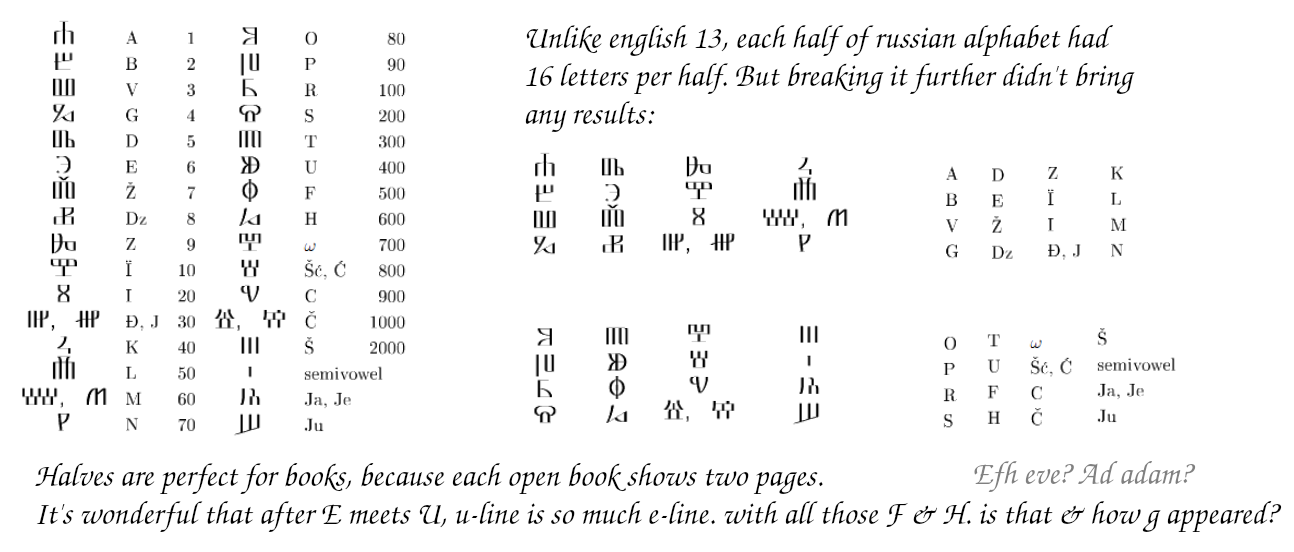 Ⰰ A 1 Ⱁ O 80
Ⰱ B 2 Ⱂ P 90
Ⰲ V 3 Ⱃ R 100
Ⰳ G 4 Ⱄ S 200
Ⰴ D 5 Ⱅ T 300
Ⰵ E 6 Ⱆ U 400
Ⰶ Ž 7 Ⱇ F 500
Ⰷ Dz 8 Ⱈ H 600
Ⰸ Z 9 Ⱉ ω 700
Ⰺ Ï 10 Ⱋ Šć, Ć 800
Ⰹ I 20 Ⱌ C 900
Ⰼ, Ⰼ Đ, J 30 Ⱍ, Ⱍ Č 1000
Ⰽ K 40 Ⱎ Š 2000
Ⰾ L 50 ⱏ semivowel
Ⰿ, M M 60 Ⱑ Ja, Je
Ⱀ N 70 Ⱓ Ju
Unlike english 13, each half of russian alphabet had
16 letters per half. But breaking it further didn't bring
any results:
Ⰰ Ⰴ Ⰸ Ⰽ A D Z K
Ⰱ Ⰵ Ⰺ Ⰾ B E Ï L
Ⰲ Ⰶ Ⰹ Ⰿ, M V Ž I M
Ⰳ Ⰷ Ⰼ, Ⰼ Ⱀ G Dz Đ, J N
Ⱁ Ⱅ Ⱉ Ⱎ O T ω Š
Ⱂ Ⱆ Ⱋ ⱏ P U Šć, Ć semivowel
Ⱃ Ⱇ Ⱌ Ⱑ R F C Ja, Je
Ⱄ Ⱈ Ⱍ, Ⱍ Ⱓ S H Č Ju
Halves are perfect for books, because each open book shows two pages.
Efh eve? Ad adam?
It's wonderful that after E meets U, u-line is so much e-line. with all those F & H. is that & how g appeared?